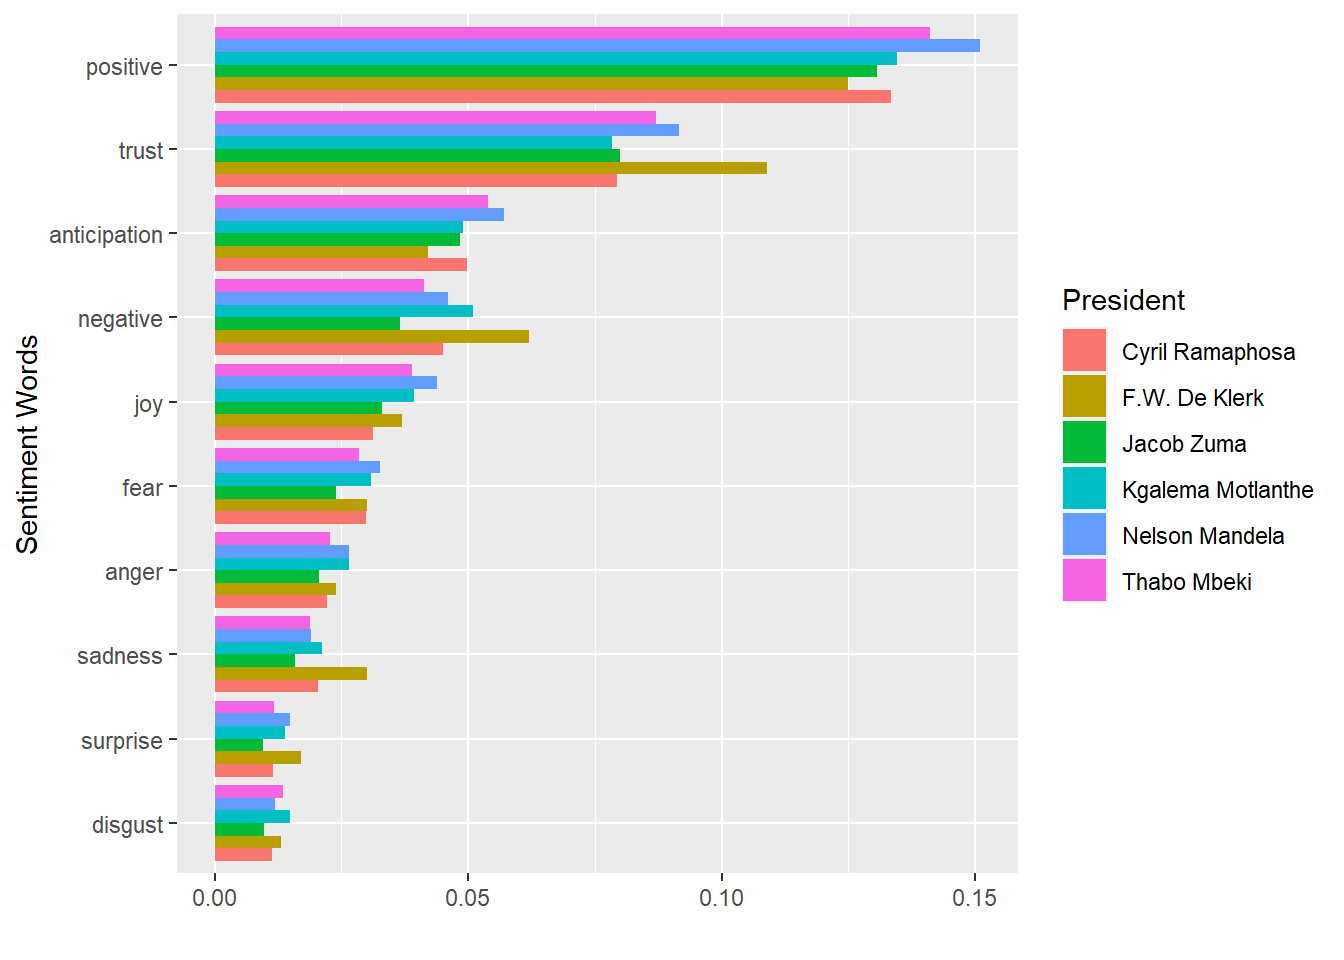 positive
trust
anticipation
negative
joy
fear
anger
sadness
surprise
disgust
Sentiment Words
0.00
0.05
0.10
0.15
President
Cyril Ramaphosa
F.W. De Klerk
Jacob Zuma
Kgalema Motlanthe
Nelson Mandela
Thabo Mbeki